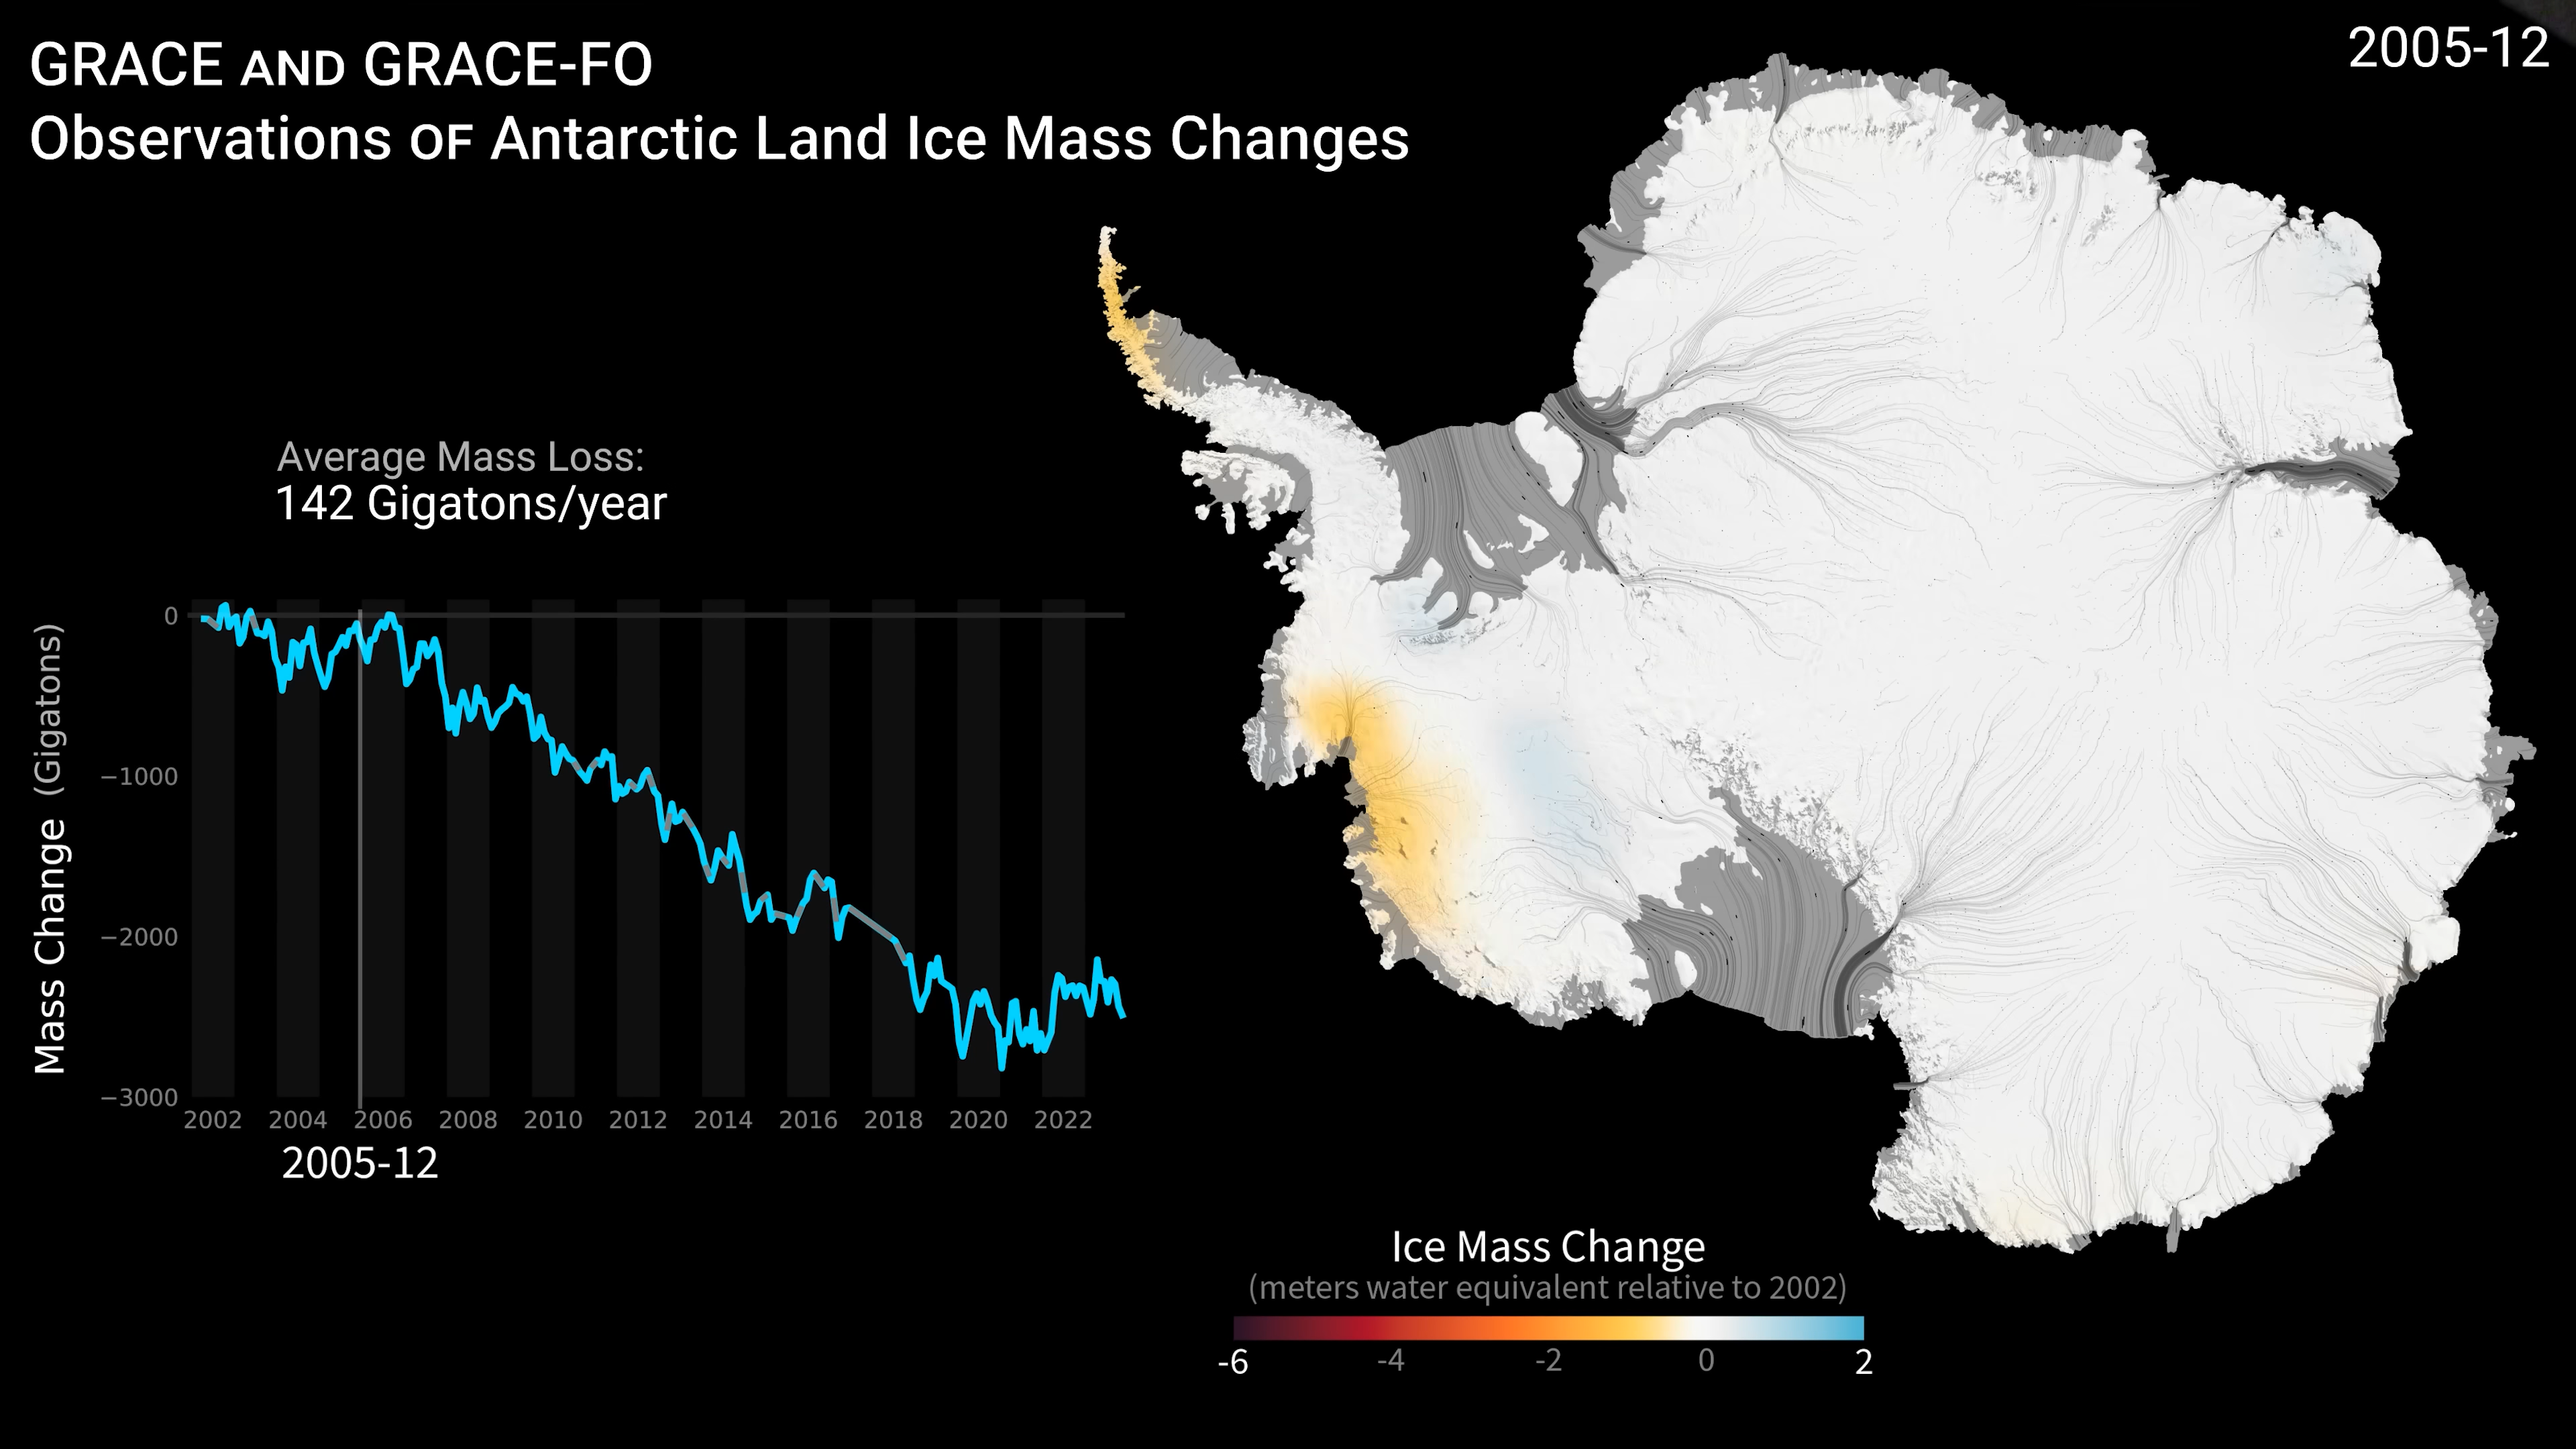 GRACE AND GRACE-FO
Observations OF Antarctic Land Ice Mass Changes
2005-12
Average Mass Loss:
142 Gigatons/year
Mass Change (Gigatons)
0
−1000
−2000
−3000
2002 2004 2006 2008 2010 2012 2014 2016 2018 2020 2022
2005-12
Ice Mass Change
(meters water equivalent relative to 2002)
-6 -4 -2 0 2